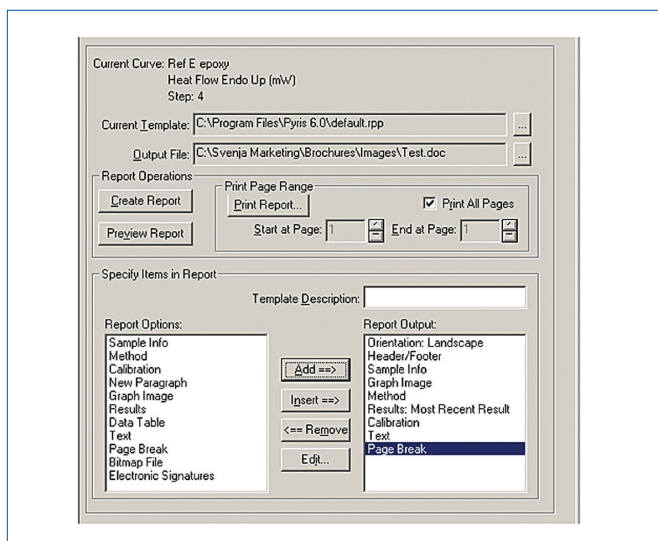 Current Curve: Ref E epoxy
Heat Flow Endo Up (mW)
Step: 4
Current Template: C:\Program Files\Pyris 6.0\default.rpp ...
Output File: C:\Svenja Marketing\Brochures\Images\Test.doc ...
Report Operations
Create Report
Preview Report
Print Page Range
Print Report...
Print All Pages
Start at Page: 1 End at Page: 1
Specify Items in Report
Template Description:
Report Options:
Sample Info
Method
Calibration
New Paragraph
Graph Image
Results
Data Table
Text
Page Break
Bitmap File
Electronic Signatures
Add ==>
Insert ==>
<== Remove
Edit...
Report Output:
Orientation: Landscape
Header/Footer
Sample Info
Graph Image
Method
Results: Most Recent Result
Calibration
Text
Page Break